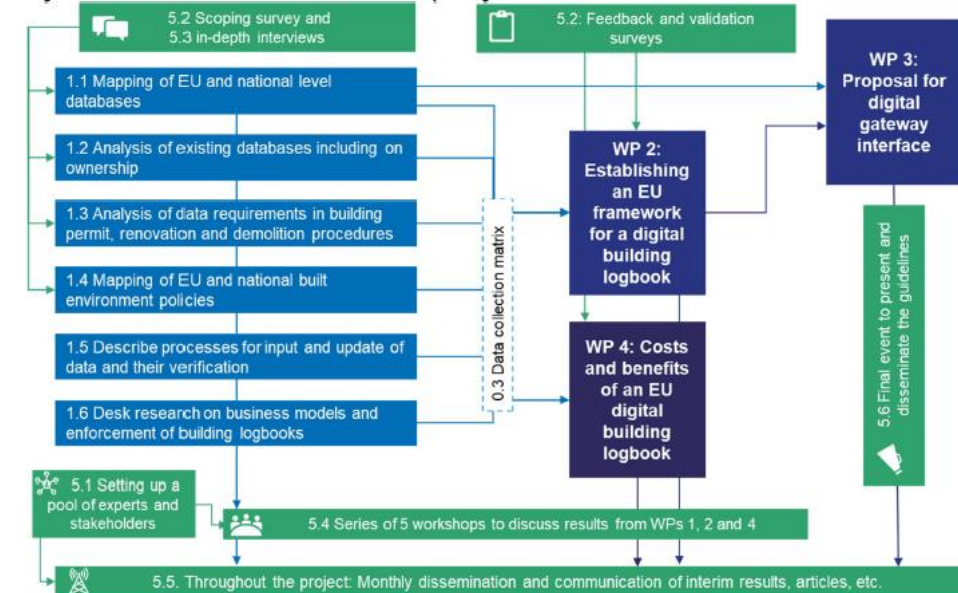 5.2 Scoping survey and
5.3 in-depth interviews
5.2: Feedback and validation
surveys
WP 3:
Proposal for
digital
gateway
interface
1.1 Mapping of EU and national level
databases
1.2 Analysis of existing databases including on
ownership
1.3 Analysis of data requirements in building
permit, renovation and demolition procedures
1.4 Mapping of EU and national built
environment policies
1.5 Describe processes for input and update of
data and their verification
1.6 Desk research on business models and
enforcement of building logbooks
0.3 Data collection matrix
WP 2:
Establishing
an EU
framework
for a digital
building
logbook
WP 4: Costs
and benefits
of an EU
digital
building
logbook
5.6 Final event to present and
disseminate the guidelines
5.1 Setting up a
pool of experts and
stakeholders
5.4 Series of 5 workshops to discuss results from WPs 1, 2 and 4
5.5. Throughout the project: Monthly dissemination and communication of interim results, articles, etc.